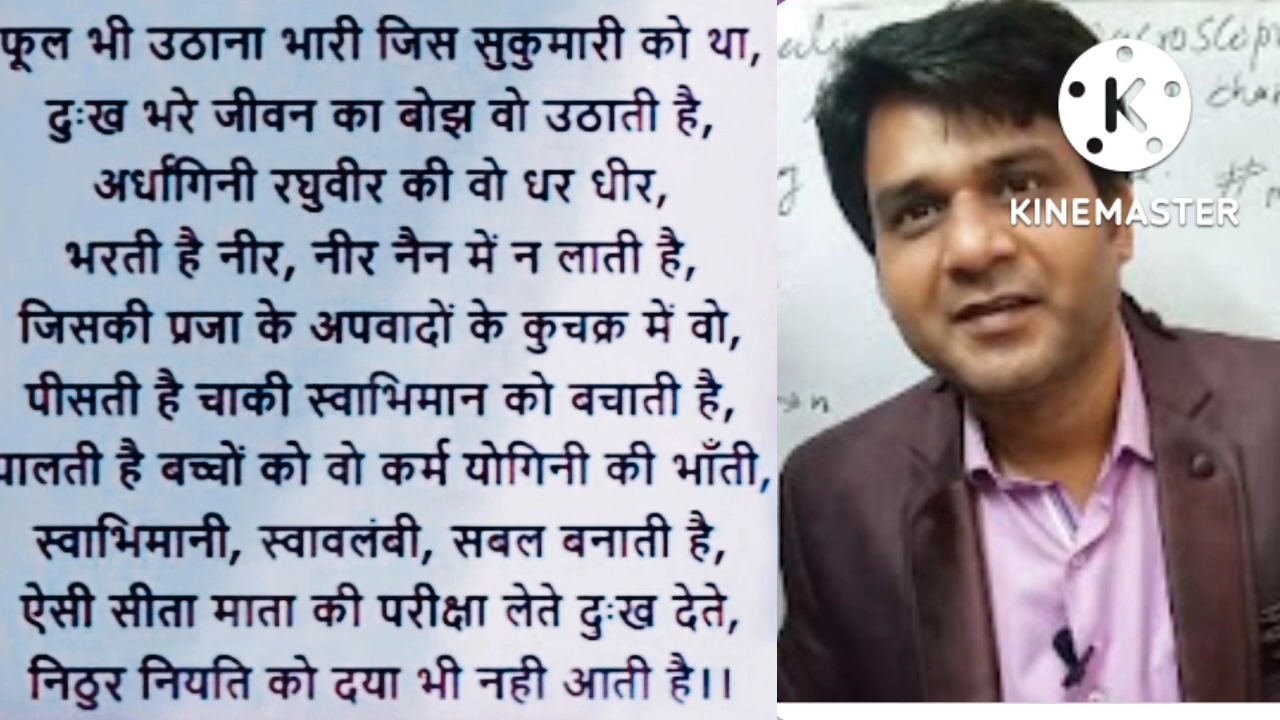 फूल भी उठाना भारी जिस सुकुमारी को था,
दुःख भरे जीवन का बोझ वो उठाती है,
अर्धांगिनी रघुवीर की वो धर धीर,
भरती है नीर, नीर नैन में न लाती है,
जिसकी प्रजा के अपवादों के कुचक्र में वो,
पीसती है चाकी स्वाभिमान को बचाती है,
पालती है बच्चों को वो कर्म योगिनी की भाँती,
स्वाभिमानी, स्वावलंबी, सबल बनाती है,
ऐसी सीता माता की परीक्षा लेते दुःख देते,
निठुर नियति को दया भी नही आती है।।
K
KINEMASTER